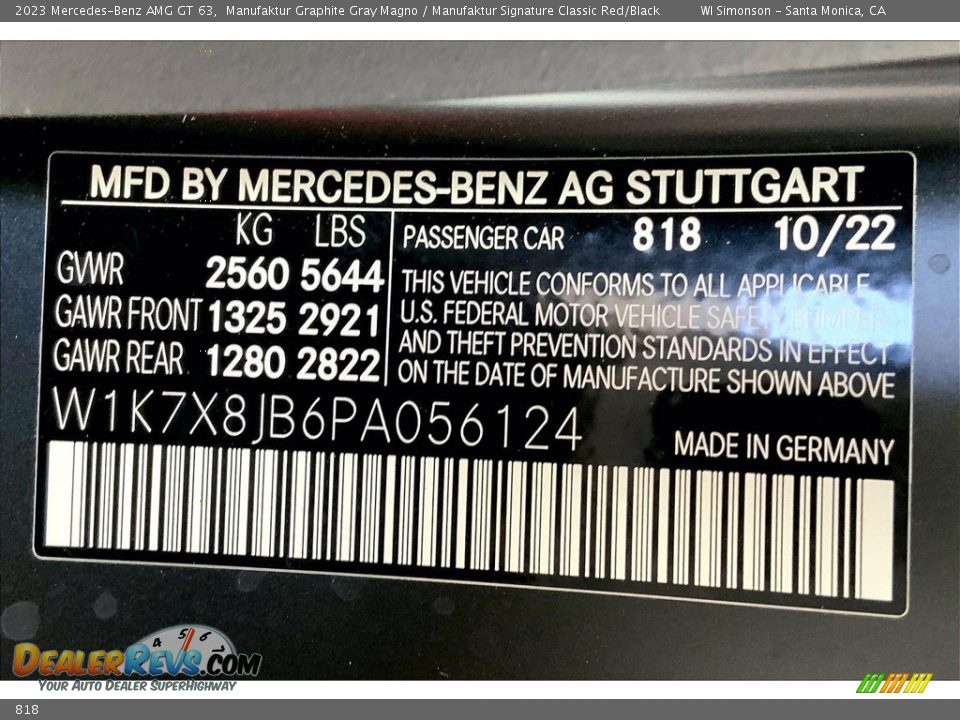 2023 Mercedes-Benz AMG GT 63,  Manufaktur Graphite Gray Magno / Manufaktur Signature Classic Red/Black    WI Simonson - Santa Monica, CA
MFD BY MERCEDES-BENZ AG STUTTGART
KG LBS
GVWR 2560 5644
GAWR FRONT 1325 2921
GAWR REAR 1280 2822
PASSENGER CAR 818 10/22
THIS VEHICLE CONFORMS TO ALL APPLICABLE
U.S. FEDERAL MOTOR VEHICLE SAFETY, BUMPER
AND THEFT PREVENTION STANDARDS IN EFFECT
ON THE DATE OF MANUFACTURE SHOWN ABOVE
W1K7X8JB6PA056124
MADE IN GERMANY
4 5 6
DEALERREVS.COM
YOUR AUTO DEALER SUPERHIGHWAY
818